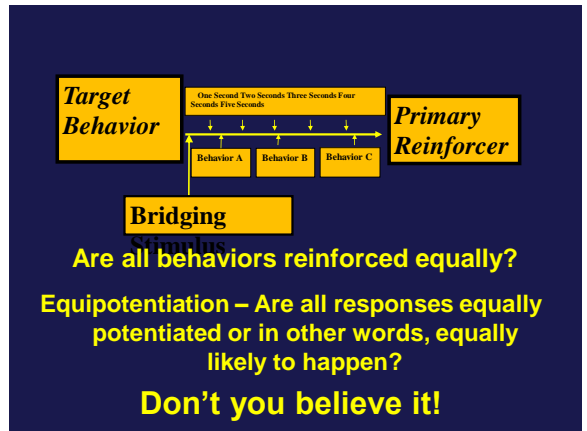 Target
Behavior
One Second Two Seconds Three Seconds Four
Seconds Five Seconds
Primary
Reinforcer
Behavior A
Behavior B
Behavior C
Bridging
Stimulus
Are all behaviors reinforced equally?
Equipotentiation – Are all responses equally
potentiated or in other words, equally
likely to happen?
Don't you believe it!